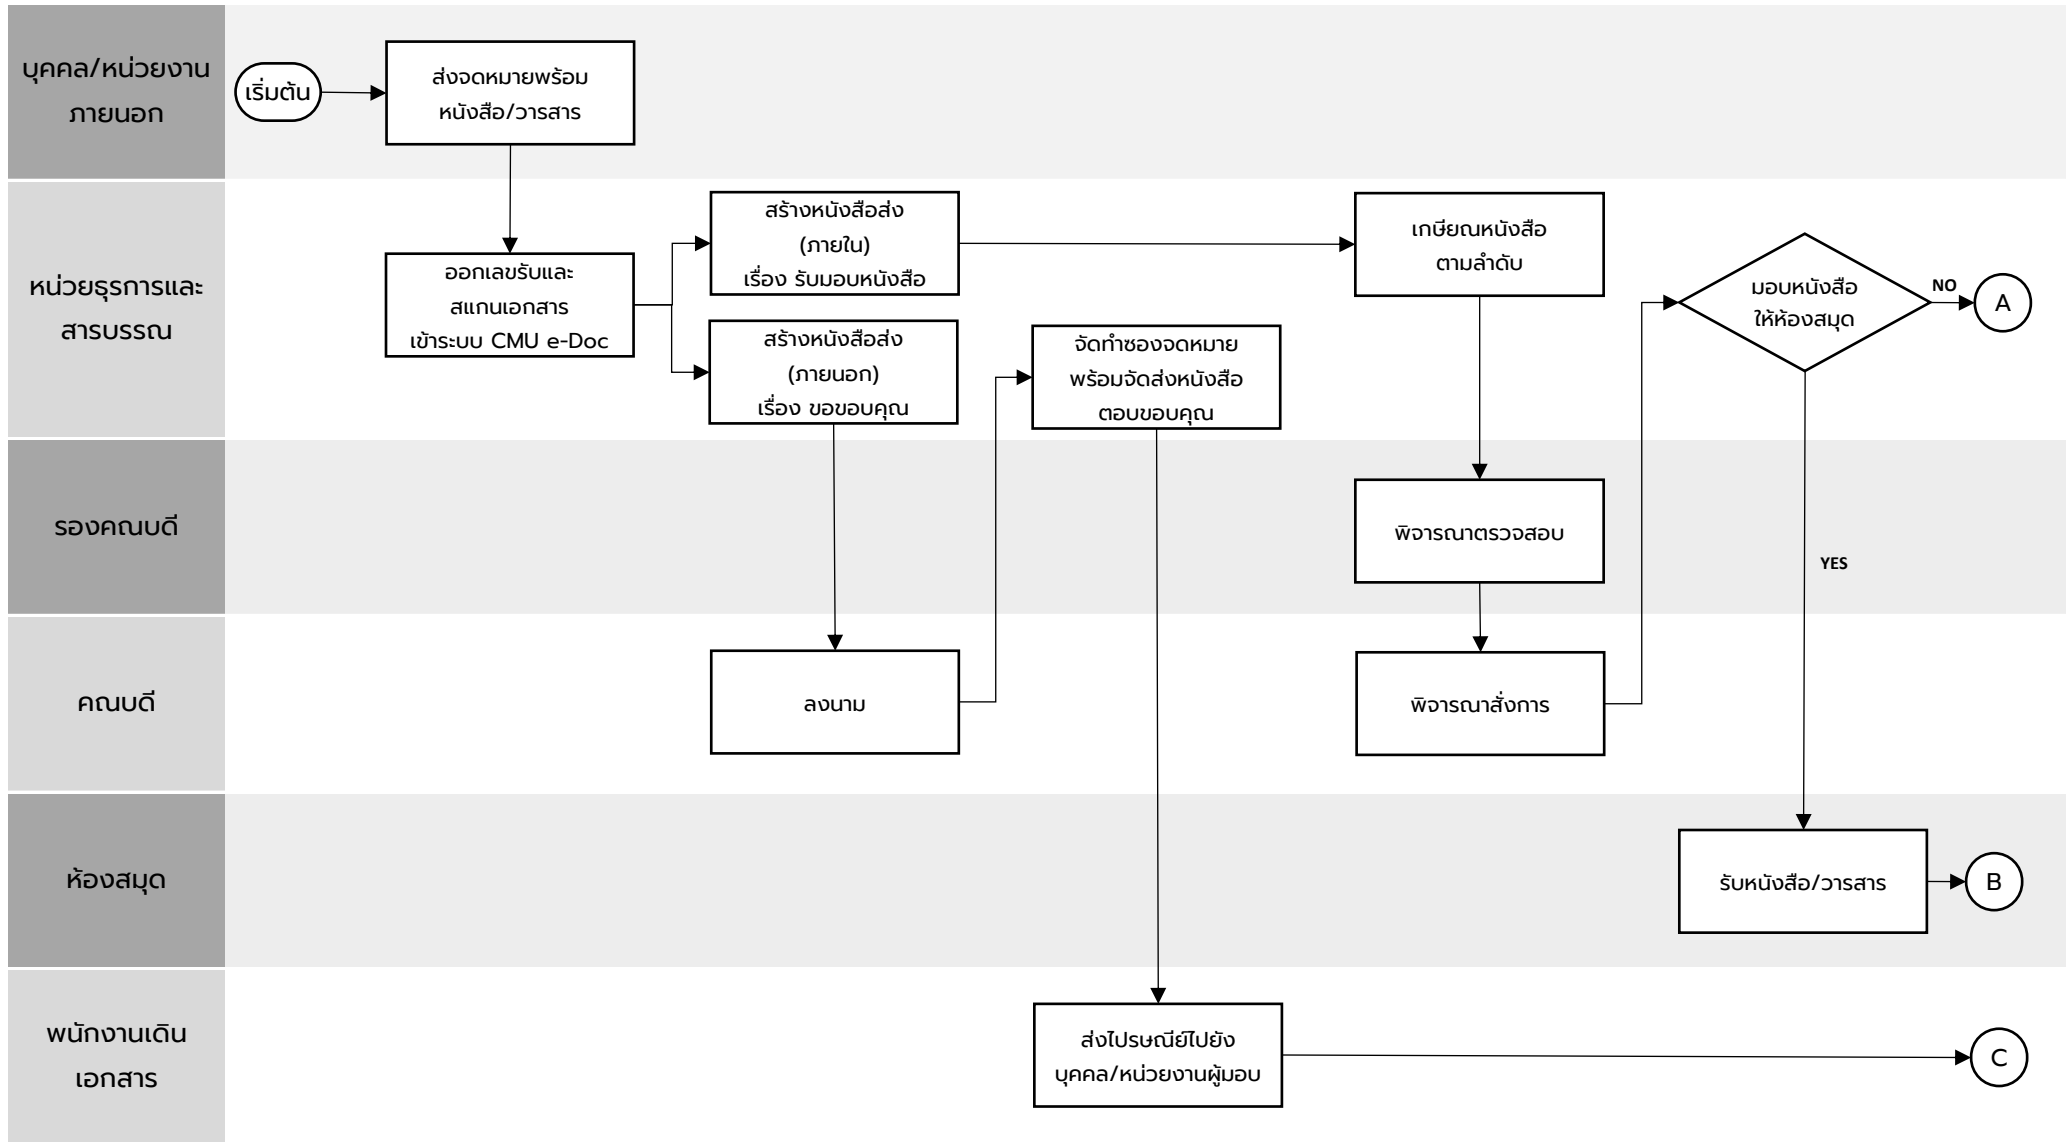 บุคคล/หน่วยงาน
ภายนอก
เริ่มต้น
ส่งจดหมายพร้อม
หนังสือ/วารสาร
หน่วยธุรการและ
สารบรรณ
ออกเลขรับและ
สแกนเอกสาร
เข้าระบบ CMU e-Doc
สร้างหนังสือส่ง
(ภายใน)
เรื่อง รับมอบหนังสือ
สร้างหนังสือส่ง
(ภายนอก)
เรื่อง ขอขอบคุณ
จัดทำซองจดหมาย
พร้อมจัดส่งหนังสือ
ตอบขอบคุณ
เกษียณหนังสือ
ตามลำดับ
มอบหนังสือ
ให้ห้องสมุด
NO
A
YES
รองคณบดี
พิจารณาตรวจสอบ
คณบดี
ลงนาม
พิจารณาสั่งการ
ห้องสมุด
รับหนังสือ/วารสาร
B
พนักงานเดิน
เอกสาร
ส่งไปรษณีย์ไปยัง
บุคคล/หน่วยงานผู้มอบ
C